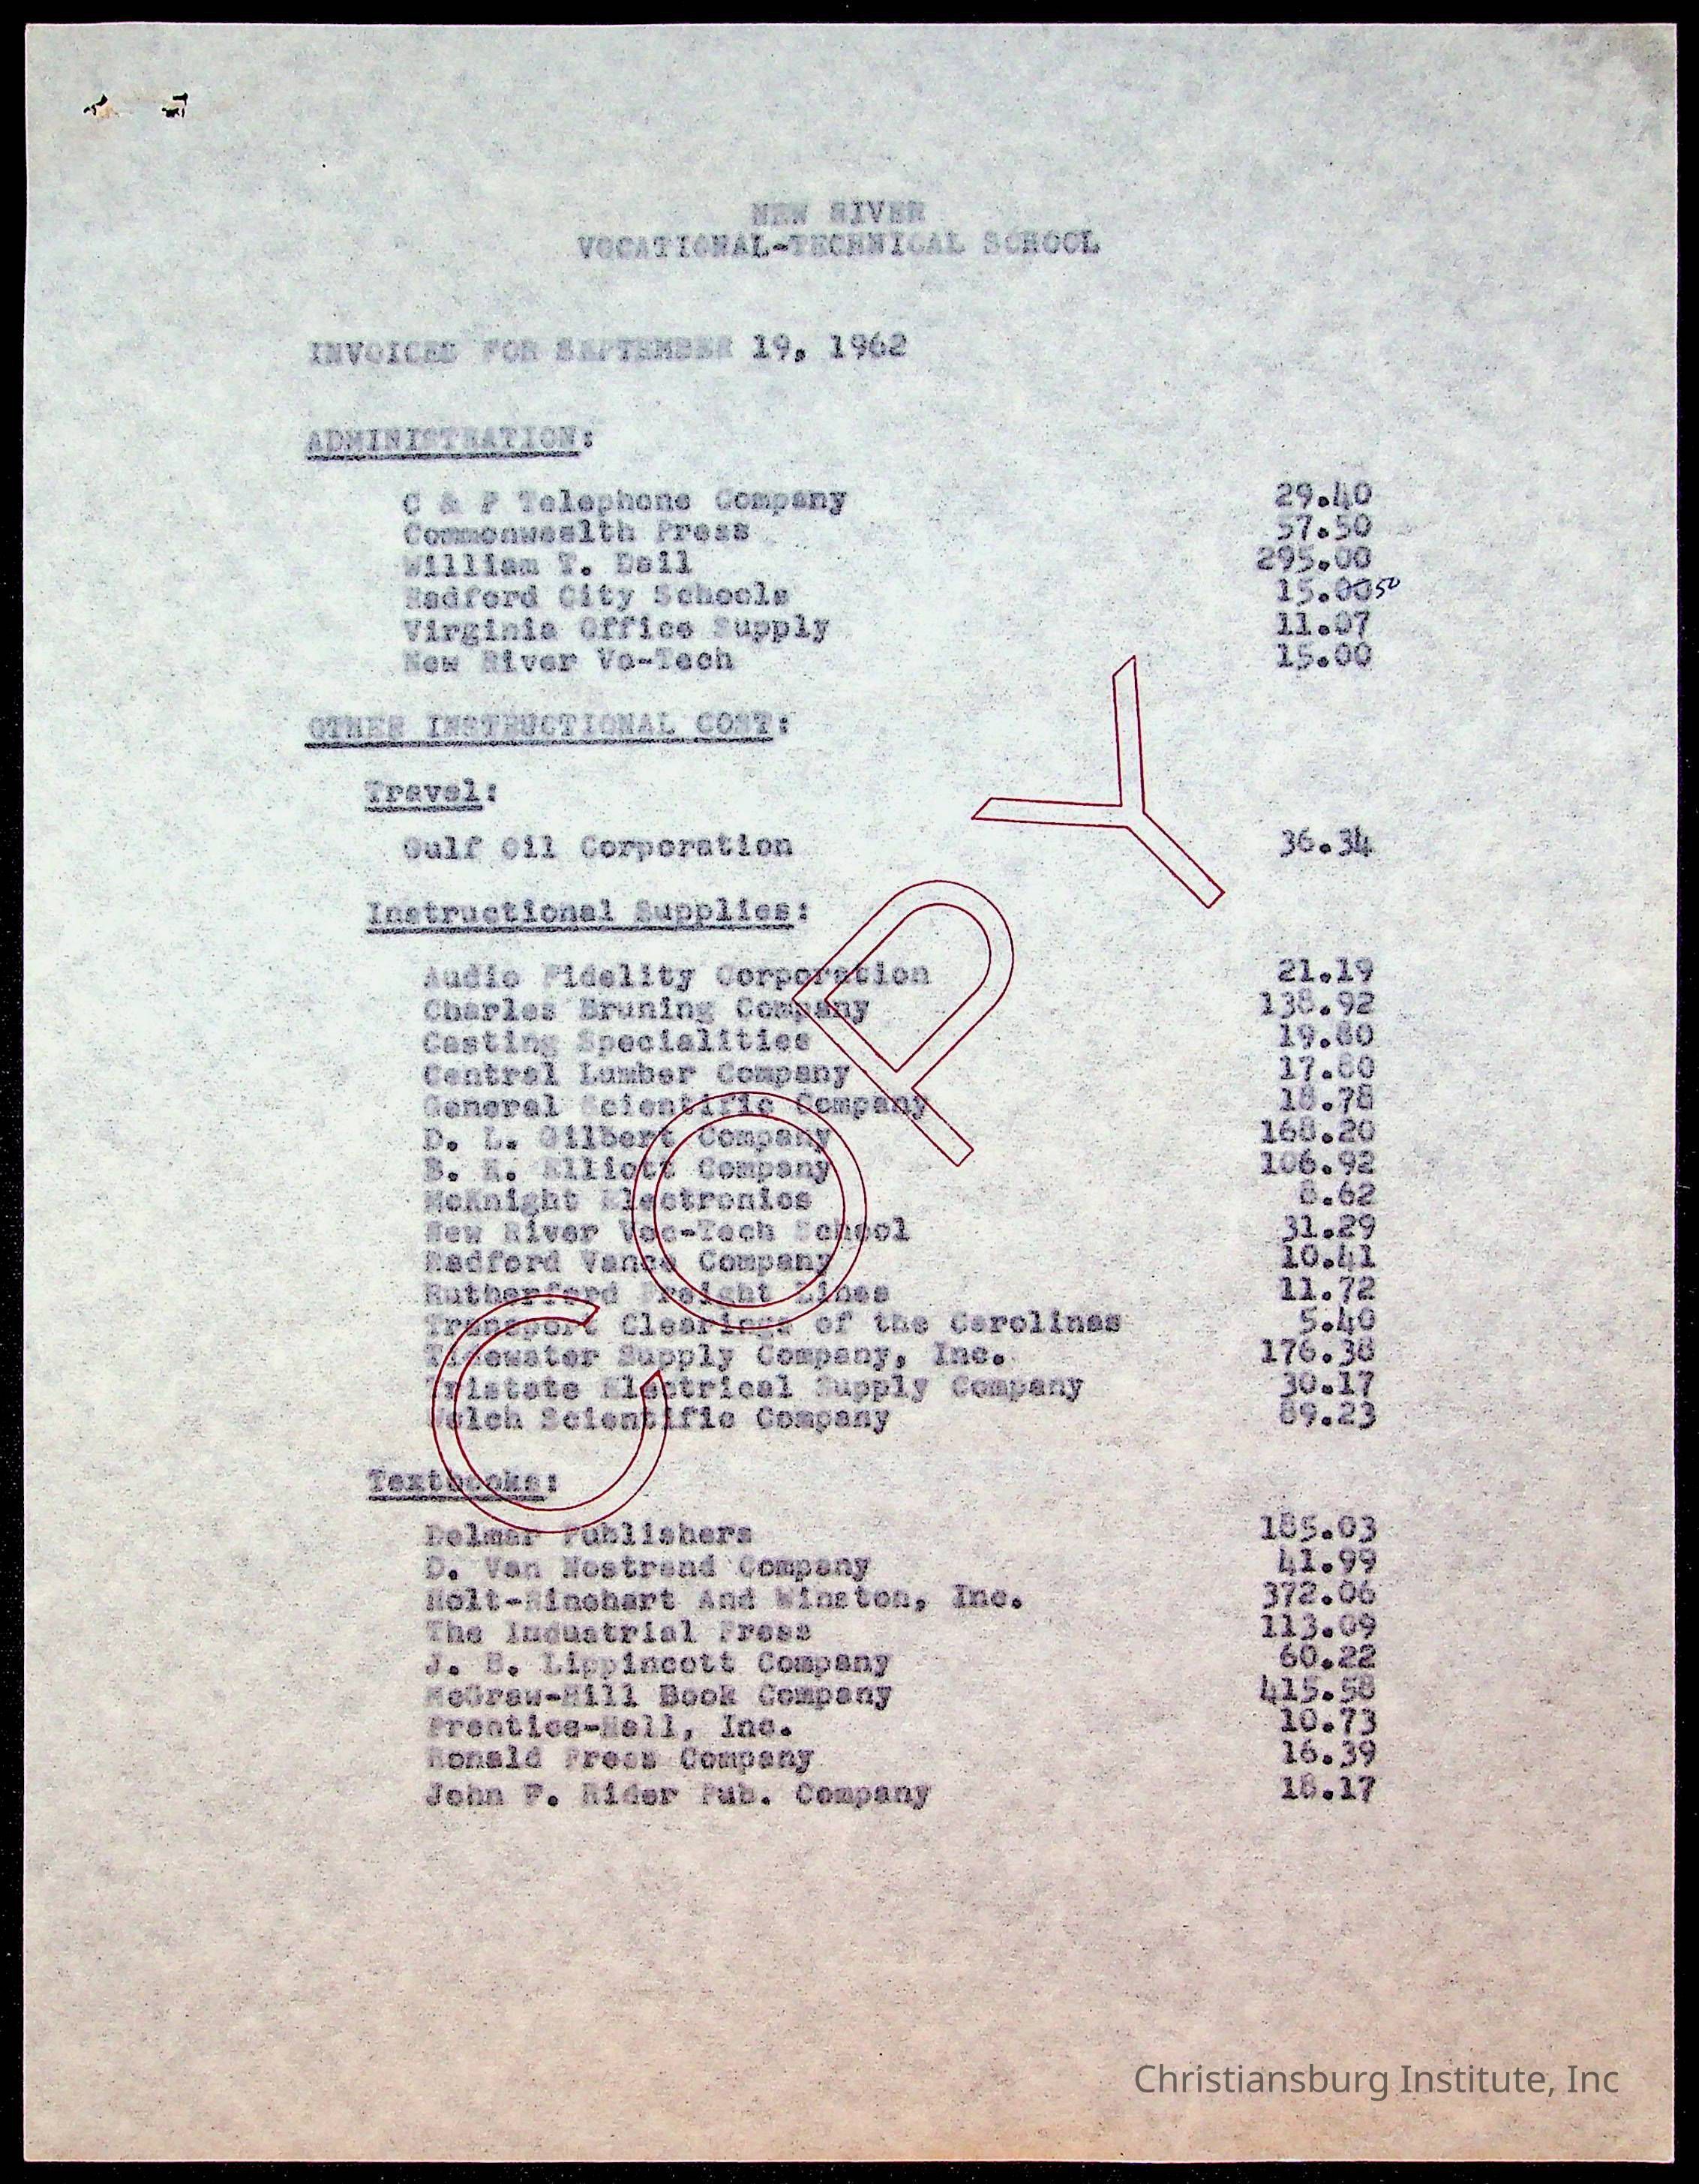 NEW RIVER
VOCATIONAL-TECHNICAL SCHOOL
INVOICES FOR SEPTEMBER 19, 1962
ADMINISTRATION:
C & P Telephone Company 29.40
Commonwealth Press 57.50
William T. Dail 295.00
Radford City Schools 15.00 50
Virginia Office Supply 11.07
New River Vo-Tech 15.00
OTHER INSTRUCTIONAL COST:
Travel:
Gulf Oil Corporation 36.34
Instructional Supplies:
Audio Fidelity Corporation 21.19
Charles Bruning Company 138.92
Casting Specialities 19.80
Central Lumber Company 17.80
General Scientific Company 18.78
D. L. Gilbert Company 168.20
B. K. Elliott Company 106.92
McKnight Electronics 8.62
New River Voc-Tech School 31.29
Radford Vance Company 10.41
Rutherford Freight Lines 11.72
Transport Clearings of the Carolinas 5.40
Tidewater Supply Company, Inc. 176.38
Tristate Electrical Supply Company 30.17
Welch Scientific Company 89.23
Textbooks:
Delmar Publishers 185.03
D. Van Nostrand Company 41.99
Holt-Rinehart And Winston, Inc. 372.06
The Industrial Press 113.09
J. B. Lippincott Company 60.22
McGraw-Hill Book Company 415.58
Prentice-Hall, Inc. 10.73
Ronald Press Company 16.39
John F. Rider Pub. Company 18.17
COPY
Christiansburg Institute, Inc